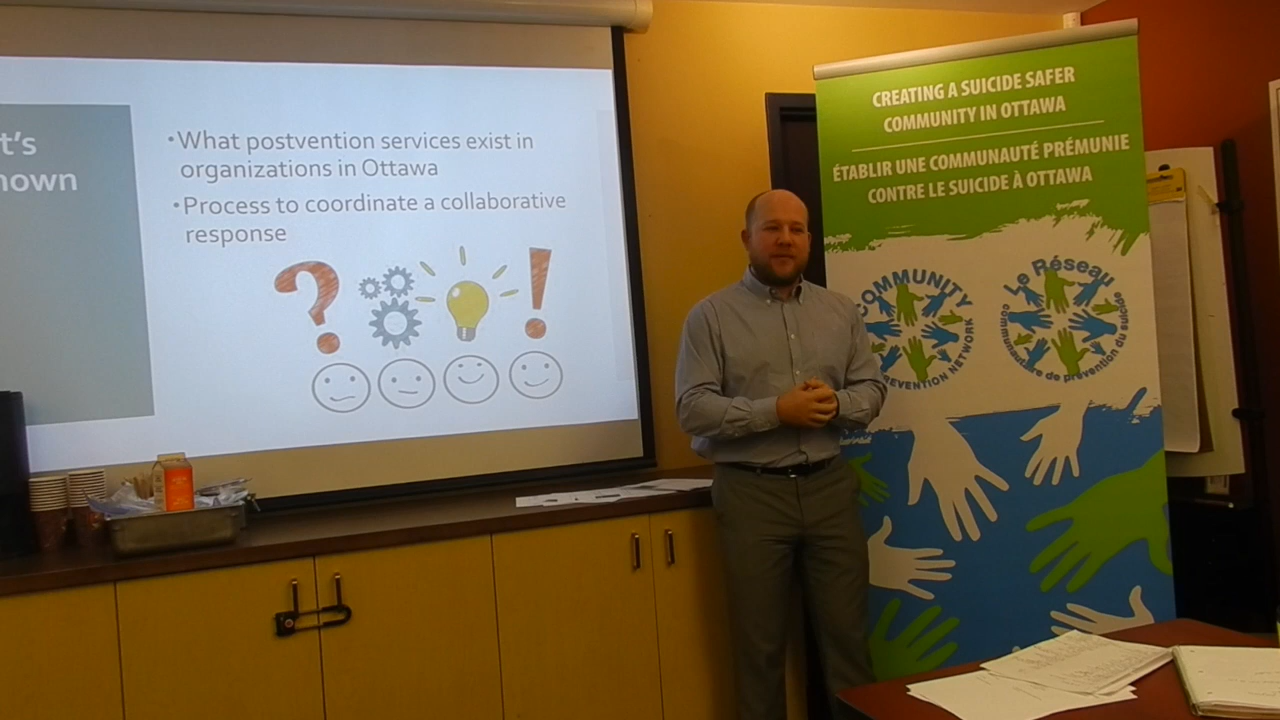 t's
nown
•What postvention services exist in
organizations in Ottawa
•Process to coordinate a collaborative
response
CREATING A SUICIDE SAFER
COMMUNITY IN OTTAWA
ÉTABLIR UNE COMMUNAUTÉ PRÉMUNIE
CONTRE LE SUICIDE À OTTAWA
COMMUNITY
PREVENTION NETWORK
Le Réseau
communautaire de prévention du suicide